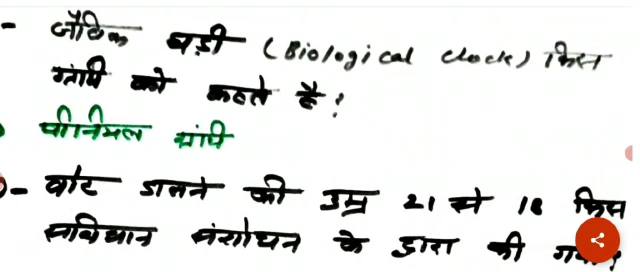 - जैविक घड़ी (Biological clock) किस
ग्रंथि को कहते है?
पीनियल ग्रंथि
- वोट डालने की उम्र 21 से 18 किस
संविधान संशोधन के द्वारा की गयी?